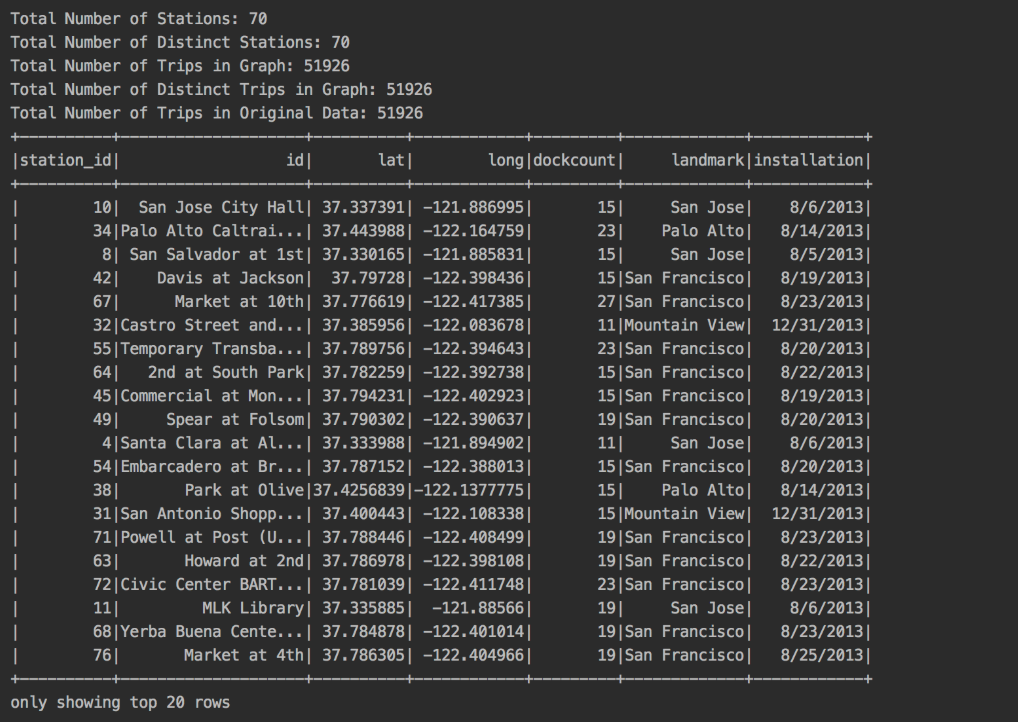 Total Number of Stations: 70
Total Number of Distinct Stations: 70
Total Number of Trips in Graph: 51926
Total Number of Distinct Trips in Graph: 51926
Total Number of Trips in Original Data: 51926
+----------+--------------------+----------+------------+---------+-------------+------------+
|station_id|                  id|       lat|        long|dockcount|     landmark|installation|
+----------+--------------------+----------+------------+---------+-------------+------------+
|        10|  San Jose City Hall| 37.337391| -121.886995|       15|     San Jose|    8/6/2013|
|        34|Palo Alto Caltrai...| 37.443988| -122.164759|       23|    Palo Alto|   8/14/2013|
|         8| San Salvador at 1st| 37.330165| -121.885831|       15|     San Jose|    8/5/2013|
|        42|    Davis at Jackson|  37.79728| -122.398436|       15|San Francisco|   8/19/2013|
|        67|      Market at 10th| 37.776619| -122.417385|       27|San Francisco|   8/23/2013|
|        32|Castro Street and...| 37.385956| -122.083678|       11|Mountain View|  12/31/2013|
|        55|Temporary Transba...| 37.789756| -122.394643|       23|San Francisco|   8/20/2013|
|        64|   2nd at South Park| 37.782259| -122.392738|       15|San Francisco|   8/22/2013|
|        45|Commercial at Mon...| 37.794231| -122.402923|       15|San Francisco|   8/19/2013|
|        49|     Spear at Folsom| 37.790302| -122.390637|       19|San Francisco|   8/20/2013|
|         4|Santa Clara at Al...| 37.333988| -121.894902|       11|     San Jose|    8/6/2013|
|        54|Embarcadero at Br...| 37.787152| -122.388013|       15|San Francisco|   8/20/2013|
|        38|       Park at Olive|37.4256839|-122.1377775|       15|    Palo Alto|   8/14/2013|
|        31|San Antonio Shopp...| 37.400443| -122.108338|       15|Mountain View|  12/31/2013|
|        71|Powell at Post (U...| 37.788446| -122.408499|       19|San Francisco|   8/23/2013|
|        63|       Howard at 2nd| 37.786978| -122.398108|       19|San Francisco|   8/22/2013|
|        72|Civic Center BART...| 37.781039| -122.411748|       23|San Francisco|   8/23/2013|
|        11|         MLK Library| 37.335885|  -121.88566|       19|     San Jose|    8/6/2013|
|        68|Yerba Buena Cente...| 37.784878| -122.401014|       19|San Francisco|   8/23/2013|
|        76|       Market at 4th| 37.786305| -122.404966|       19|San Francisco|   8/25/2013|
+----------+--------------------+----------+------------+---------+-------------+------------+
only showing top 20 rows